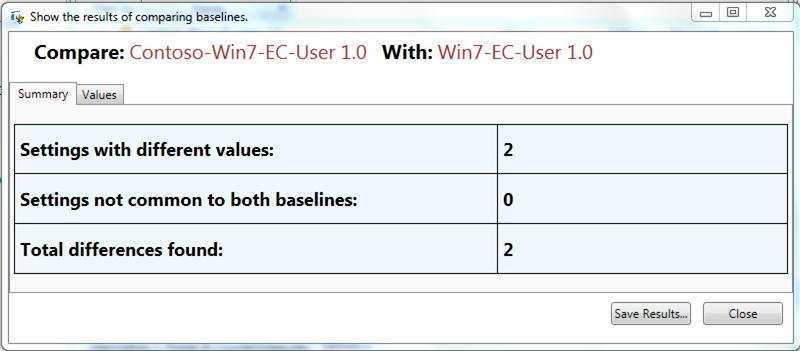 Show the results of comparing baselines.
Compare: Contoso-Win7-EC-User 1.0 With: Win7-EC-User 1.0
Summary Values
Settings with different values: 2
Settings not common to both baselines: 0
Total differences found: 2
Save Results... Close